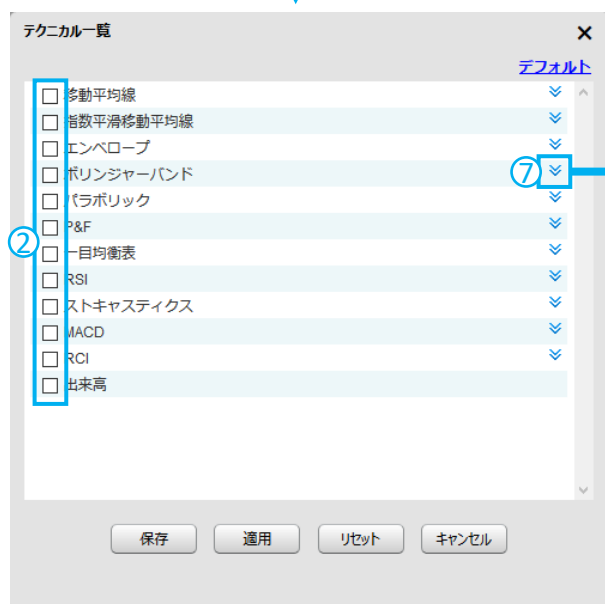 テクニカル一覧
×
デフォルト
移動平均線
指数平滑移動平均線
エンベロープ
ボリンジャーバンド
⑦
パラボリック
P&F
②
一目均衡表
RSI
ストキャスティクス
MACD
RCI
出来高
保存 適用 リセット キャンセル